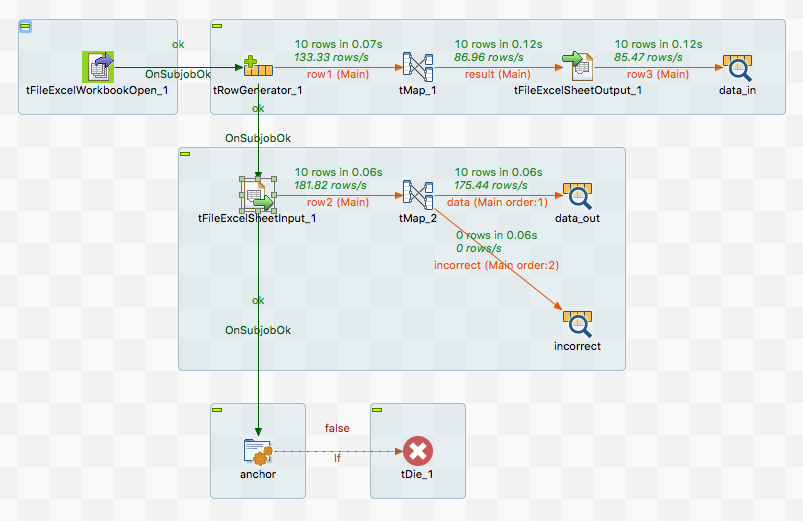 ok
OnSubjobOk
tFileExcelWorkbookOpen_1
10 rows in 0.07s
133.33 rows/s
row1 (Main)
tRowGenerator_1
10 rows in 0.12s
86.96 rows/s
result (Main)
tMap_1
10 rows in 0.12s
85.47 rows/s
row3 (Main)
tFileExcelSheetOutput_1
data_in
ok
OnSubjobOk
10 rows in 0.06s
181.82 rows/s
row2 (Main)
tFileExcelSheetInput_1
10 rows in 0.06s
175.44 rows/s
data (Main order:1)
tMap_2
data_out
0 rows in 0.06s
0 rows/s
incorrect (Main order:2)
incorrect
ok
OnSubjobOk
false
If
anchor
tDie_1